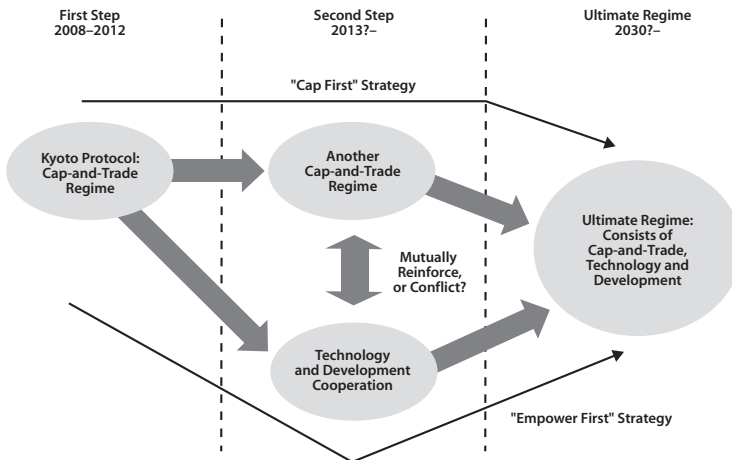 First Step
2008–2012
Second Step
2013?–
Ultimate Regime
2030?–
"Cap First" Strategy
Kyoto Protocol:
Cap-and-Trade
Regime
Another
Cap-and-Trade
Regime
Ultimate Regime:
Consists of
Cap-and-Trade,
Technology and
Development
Mutually
Reinforce,
or Conflict?
Technology
and Development
Cooperation
"Empower First" Strategy